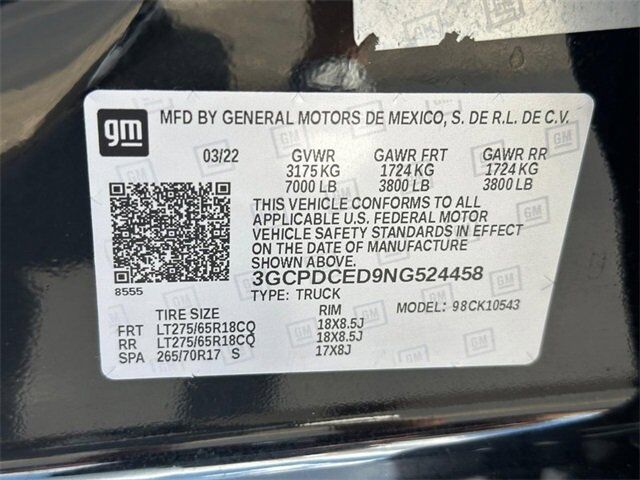 gm
MFD BY GENERAL MOTORS DE MEXICO, S. DE R.L. DE C.V.
03/22 GVWR GAWR FRT GAWR RR
3175 KG 1724 KG 1724 KG
7000 LB 3800 LB 3800 LB
THIS VEHICLE CONFORMS TO ALL
APPLICABLE U.S. FEDERAL MOTOR
VEHICLE SAFETY STANDARDS IN EFFECT
ON THE DATE OF MANUFACTURE
SHOWN ABOVE.
8555
3GCPDCED9NG524458
TYPE: TRUCK MODEL: 98CK10543
TIRE SIZE RIM
FRT LT275/65R18CQ 18X8.5J
RR LT275/65R18CQ 18X8.5J
SPA 265/70R17 S 17X8J